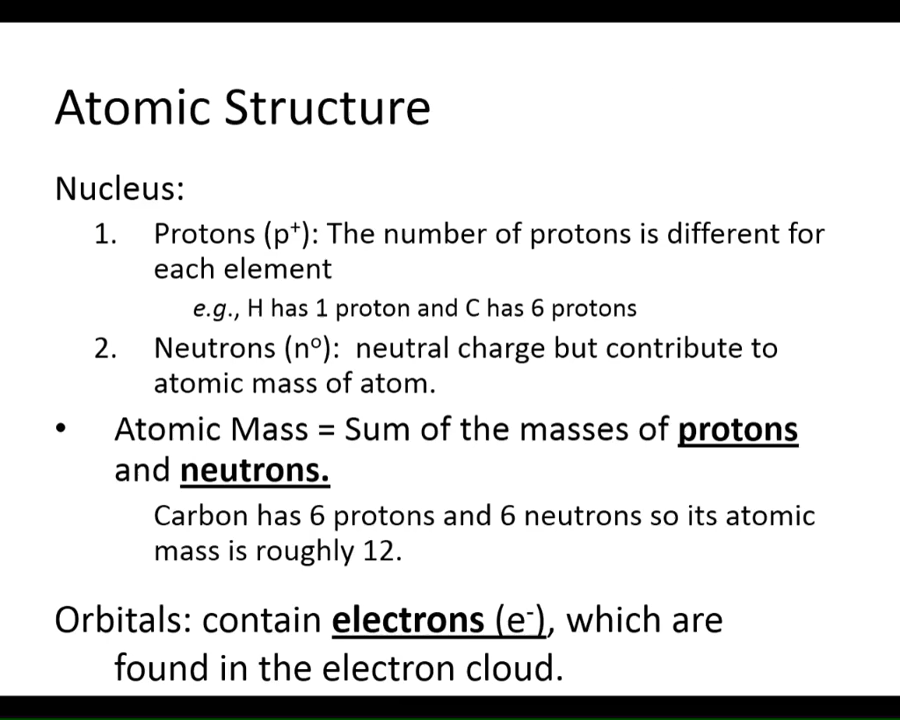 Atomic Structure
Nucleus:
1. Protons (p⁺): The number of protons is different for
each element
e.g., H has 1 proton and C has 6 protons
2. Neutrons (nº): neutral charge but contribute to
atomic mass of atom.
• Atomic Mass = Sum of the masses of protons
and neutrons.
Carbon has 6 protons and 6 neutrons so its atomic
mass is roughly 12.
Orbitals: contain electrons (e⁻), which are
found in the electron cloud.